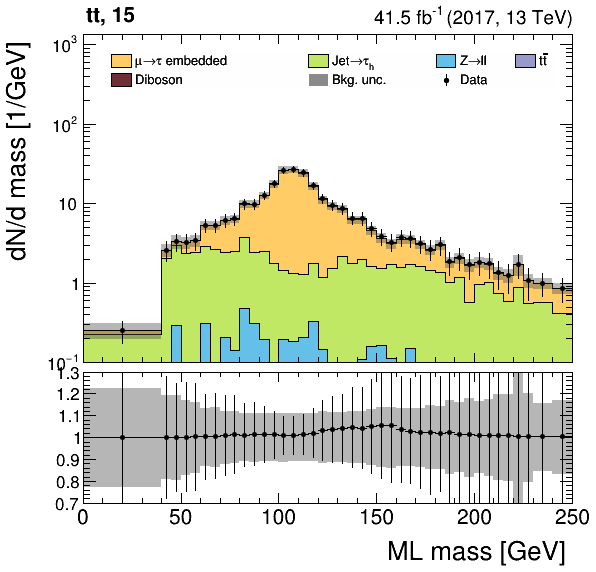 tt, 15
41.5 fb⁻¹ (2017, 13 TeV)
dN/d mass [1/GeV]
10³
10²
10
1
10⁻¹
μ→τ embedded
Jet→τₕ
Z→ll
tt̄
Diboson
Bkg. unc.
Data
1.3
1.2
1.1
1
0.9
0.8
0.7
0 50 100 150 200 250
ML mass [GeV]